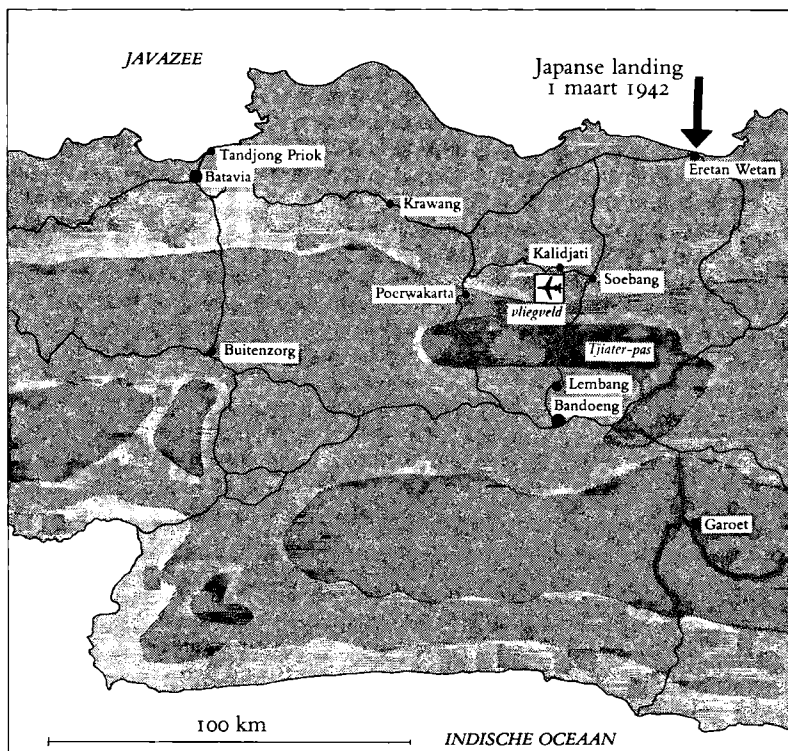 JAVAZEE
Japanse landing
1 maart 1942
Tandjong Priok
Batavia
Eretan Wetan
Krawang
Kalidjati
Soebang
Poerwakarta
vliegveld
Buitenzorg
Tjiater-pas
Lembang
Bandoeng
Garoet
100 km
INDISCHE OCEAAN